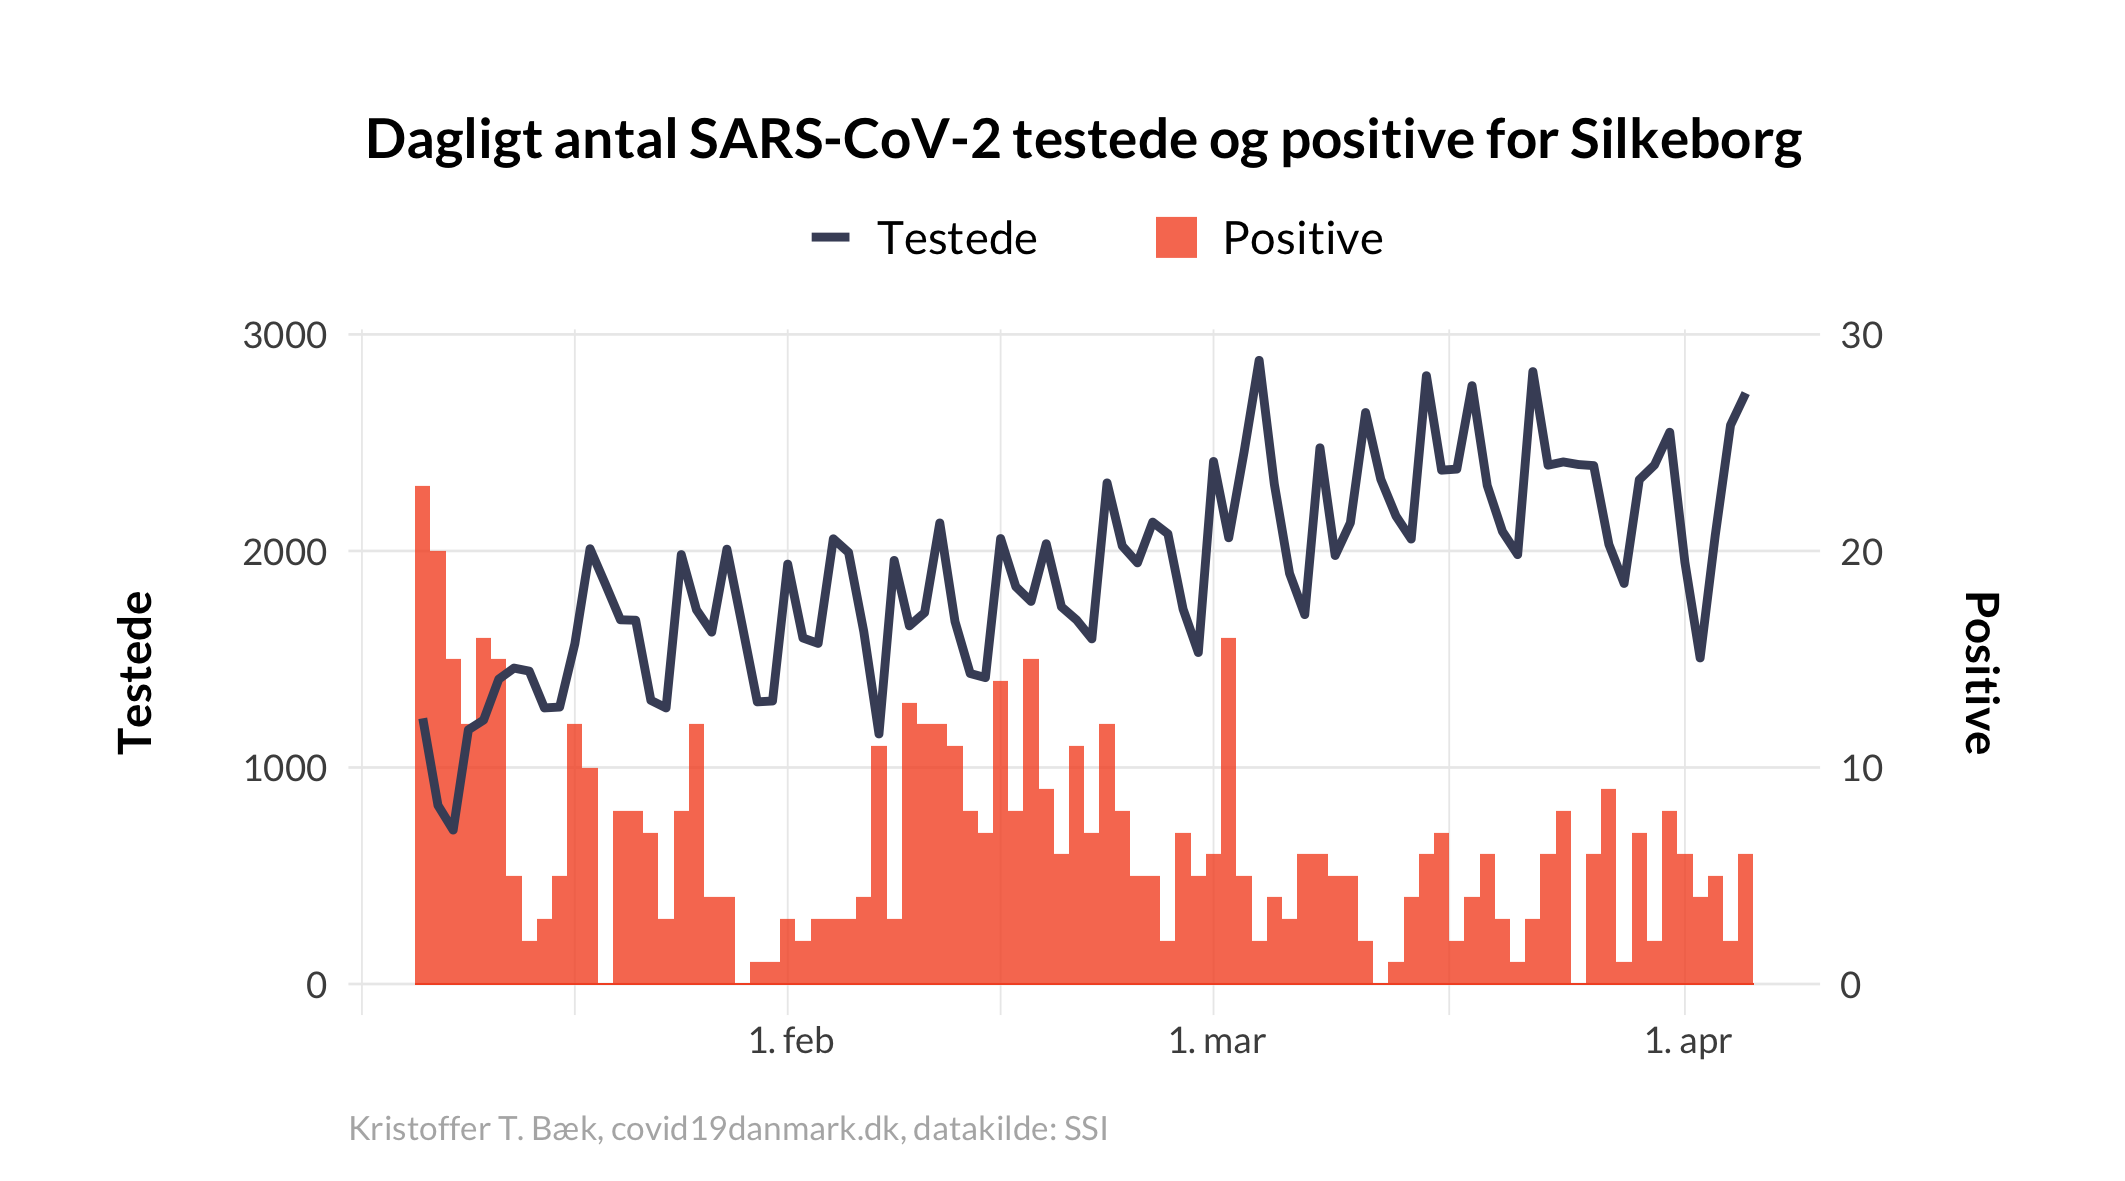 Dagligt antal SARS-CoV-2 testede og positive for Silkeborg
Testede
Positive
3000
2000
1000
0
30
20
10
0
Testede
Positive
1. feb
1. mar
1. apr
Kristoffer T. Bæk, covid19danmark.dk, datakilde: SSI